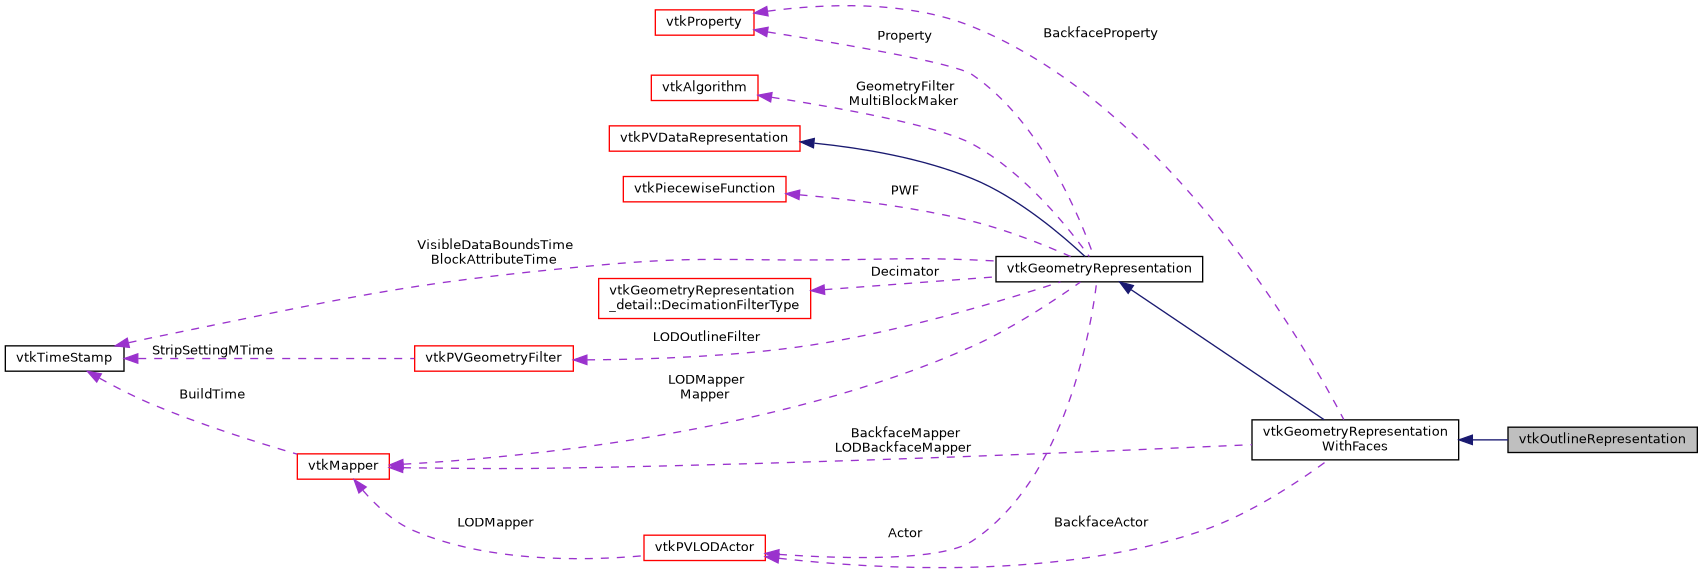 vtkProperty
BackfaceProperty
Property
vtkAlgorithm
GeometryFilter
MultiBlockMaker
vtkPVDataRepresentation
vtkPiecewiseFunction
PWF
VisibleDataBoundsTime
BlockAttributeTime
vtkGeometryRepresentation
Decimator
vtkGeometryRepresentation
_detail::DecimationFilterType
LODOutlineFilter
vtkTimeStamp
StripSettingMTime
vtkPVGeometryFilter
LODMapper
Mapper
BuildTime
BackfaceMapper
LODBackfaceMapper
vtkGeometryRepresentation
WithFaces
vtkOutlineRepresentation
vtkMapper
LODMapper
vtkPVLODActor
Actor
BackfaceActor